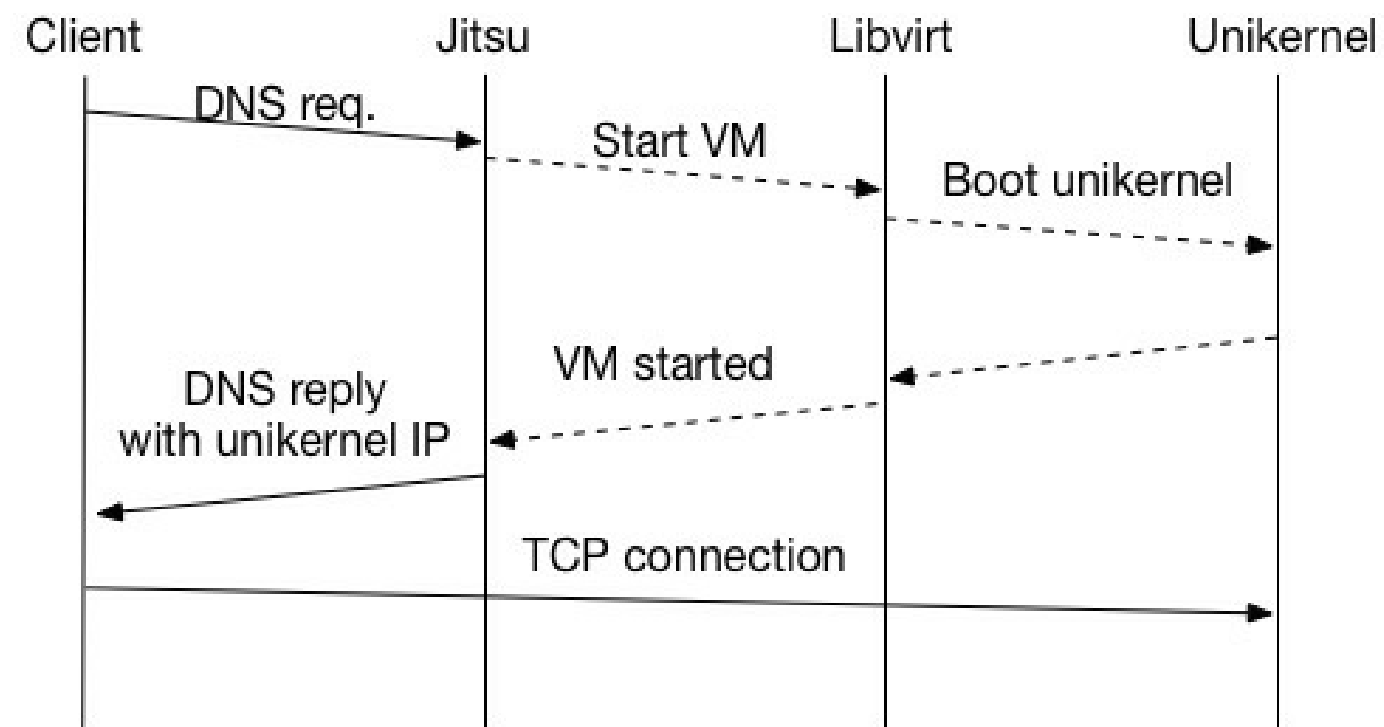 Client
Jitsu
Libvirt
Unikernel
DNS req.
Start VM
Boot unikernel
VM started
DNS reply
with unikernel IP
TCP connection